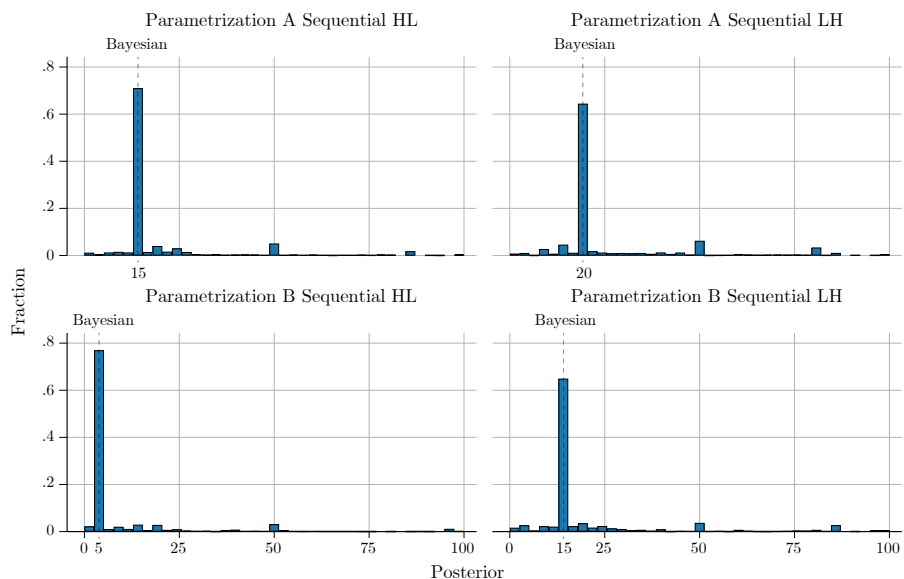 Parametrization A Sequential HL
Parametrization A Sequential LH
Bayesian
Bayesian
.8
.6
.4
.2
0
15
20
Parametrization B Sequential HL
Parametrization B Sequential LH
Bayesian
Bayesian
.8
.6
.4
.2
0
0 5 25 50 75 100
0 15 25 50 75 100
Fraction
Posterior